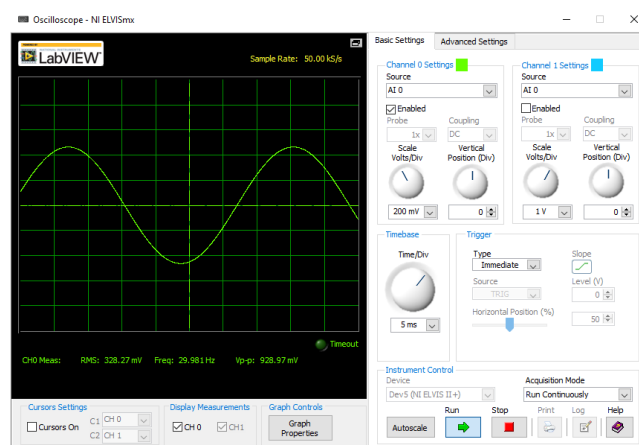 Oscilloscope - NI ELVISmx
LabVIEW
Sample Rate: 50.00 kS/s
Timeout
CH0 Meas: RMS: 328.27 mV Freq: 29.981 Hz Vp-p: 928.97 mV
Cursors Settings
Cursors On
C1 CH 0
C2 CH 1
Display Measurements
CH 0 CH1
Graph Controls
Graph
Properties
Basic Settings Advanced Settings
Channel 0 Settings
Source
AI 0
Enabled
Probe Coupling
1x DC
Scale
Volts/Div
Vertical
Position (Div)
200 mV 0
Channel 1 Settings
Source
AI 0
Enabled
Probe Coupling
1x DC
Scale
Volts/Div
Vertical
Position (Div)
1 V 0
Timebase
Time/Div
5 ms
Trigger
Type
Immediate
Slope
Source
TRIG
Level (V)
0
Horizontal Position (%)
50
Instrument Control
Device
Dev5 (NI ELVIS II+)
Acquisition Mode
Run Continuously
Autoscale
Run Stop Print Log Help